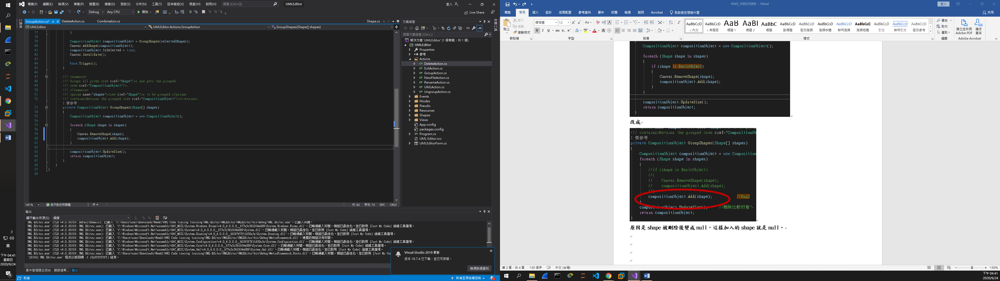 檔案(F) 編輯(E) 檢視(V) 專案(P) 建置(B) 偵錯(D) 測試(S) 分析(N) 工具(T) 延伸模組(X) 視窗(W) 說明(H) 搜尋 (Ctrl+Q) UMLEditor 登入
Debug Any CPU 開始 Live Share
GroupAction.cs* DeleteAction.cs Combination.cs Shape.cs
UMLEditor UMLEditor.Actions.GroupAction GroupShapes(Shape[] shapes)
37 }
38
39 CompositionObject compositionObject = GroupShapes(selectedShapes);
40 Canvas.AddShape(compositionObject);
41 compositionObject.IsSelected = true;
42 Canvas.Invalidate();
43
44 base.Trigger();
45 }
46
47 /// <summary>
48 /// Groups all given <see cref="Shape"/>s and gets the grouped
49 /// <see cref="CompositionObject"/>.
50 /// </summary>
51 /// <param name="shapes"><see cref="Shape"/>s to be grouped.</param>
52 /// <returns>Returns the grouped <see cref="CompositionObject"/></returns>
1 個參考
53 private CompositionObject GroupShapes(Shape[] shapes)
54 {
55 CompositionObject compositionObject = new CompositionObject();
56
57 foreach (Shape shape in shapes)
58 {
59 Canvas.RemoveShape(shape);
60 compositionObject.Add(shape);
61 }
62
63 compositionObject.UpdateSize();
64 return compositionObject;
65 }
66 }
67 }
68
100 % 找不到任何問題 行: 62 字元: 13 SPC CRLF
方案總管
搜尋方案總管 (Ctrl+;)
解決方案 'UMLEditor' (1 個專案，共 1 個)
UMLEditor
Properties
參考
Actions
DeleteAction.cs
ExitAction.cs
GroupAction.cs
NewFileAction.cs
RenameAction.cs
UMLAction.cs
UngroupAction.cs
Events
Modes
Pseudo
Resources
Shapes
Views
App.config
packages.config
Program.cs
UML Editor.ico
UMLEditorForm.cs
輸出
顯示輸出來源(S): 偵錯
UML Editor.exe' (CLR v4.0.30319: DefaultDomain): 已載入 'C:\Users\user\Downloads\Week1\HW2 Code tracing training\UML-Editor\UMLEditor\UMLEditor\bin\Debug\UML Editor.exe'。已載入符號。
UML Editor.exe' (CLR v4.0.30319: UML Editor.exe): 已載入 'C:\Windows\Microsoft.Net\assembly\GAC_MSIL\System.Windows.Forms\v4.0_4.0.0.0__b77a5c561934e089\System.Windows.Forms.dll'。已略過載入符號。模組已最佳化，並已啟用 [Just My Code] 偵錯工具選項。
UML Editor.exe' (CLR v4.0.30319: UML Editor.exe): 已載入 'C:\Windows\Microsoft.Net\assembly\GAC_MSIL\System\v4.0_4.0.0.0__b77a5c561934e089\System.dll'。已略過載入符號。模組已最佳化，並已啟用 [Just My Code] 偵錯工具選項。
UML Editor.exe' (CLR v4.0.30319: UML Editor.exe): 已載入 'C:\Windows\Microsoft.Net\assembly\GAC_MSIL\System.Drawing\v4.0_4.0.0.0__b03f5f7f11d50a3a\System.Drawing.dll'。已略過載入符號。模組已最佳化，並已啟用 [Just My Code] 偵錯工具選項。
UML Editor.exe' (CLR v4.0.30319: UML Editor.exe): 已載入 'C:\Users\user\Downloads\Week1\HW2 Code tracing training\UML-Editor\UMLEditor\UMLEditor\bin\Debug\MetroFramework.dll'。建置的模組沒有符號。
UML Editor.exe' (CLR v4.0.30319: UML Editor.exe): 已載入 'C:\Windows\Microsoft.Net\assembly\GAC_MSIL\System.Configuration\v4.0_4.0.0.0__b03f5f7f11d50a3a\System.Configuration.dll'。已略過載入符號。模組已最佳化，並已啟用 [Just My Code] 偵錯工具選項。
UML Editor.exe' (CLR v4.0.30319: UML Editor.exe): 已載入 'C:\Windows\Microsoft.Net\assembly\GAC_MSIL\System.Core\v4.0_4.0.0.0__b77a5c561934e089\System.Core.dll'。已略過載入符號。模組已最佳化，並已啟用 [Just My Code] 偵錯工具選項。
UML Editor.exe' (CLR v4.0.30319: UML Editor.exe): 已載入 'C:\Windows\Microsoft.Net\assembly\GAC_MSIL\System.Xml\v4.0_4.0.0.0__b77a5c561934e089\System.Xml.dll'。已略過載入符號。模組已最佳化，並已啟用 [Just My Code] 偵錯工具選項。
UML Editor.exe' (CLR v4.0.30319: UML Editor.exe): 已載入 'C:\Users\user\Downloads\Week1\HW2 Code tracing training\UML-Editor\UMLEditor\UMLEditor\bin\Debug\MetroFramework.Fonts.dll'。已略過載入符號。模組已最佳化，並已啟用 [Just My Co
'[6316] UML Editor.exe' 程式以返回碼 -1 (0xffffffff) 結束。
套件管理器主控台 錯誤清單... 輸出
就緒 新增至原始檔控制 3
Visual Studio 2019 更新
版本 16.7.4 已下載，並已可安裝。
檢視詳細資料
英
下午 04:41
星期四
2020/9/24
4
HW2_109525009 - Word 登入
檔案 常用 插入 設計 版面配置 參考資料 郵件 校閱 檢視 說明 Acrobat 告訴我您想做什麼 共用
貼上 剪下 複製 複製格式 標楷體 12
AaBbCcD AaBbCcD AaB AaBl AaBbC AaBbCcD AaBbCcD AaBbCcD AaBbCcD AaBbCcD AaBbCcD AaBbCcD AABBCCD
內文 無間距 標題 1 標題 2 標題 副標題 區別強調 強調斜體 鮮明強調 強調粗體 引文 鮮明引文 區別參考
尋找 取代 選取 建立並共用 Adobe PDF 請求簽名
剪貼簿 字型 段落 樣式 編輯 Adobe Acrobat
CompositionObject compositionObject = new CompositionObject();
foreach (Shape shape in shapes)
{
if (shape is BasicObject)
{
Canvas.RemoveShape(shape);
compositionObject.Add(shape);
}
}
compositionObject.UpdateSize();
return compositionObject;
}
改成
/// <returns>Returns the grouped <see cref="CompositionOb
1 個參考
private CompositionObject GroupShapes(Shape[] shapes)
{
CompositionObject compositionObject = new Composition
foreach (Shape shape in shapes)
{
//if (shape is BasicObject)
//{
// Canvas.RemoveShape(shape);
// compositionObject.Add(shape);
//}
compositionObject.Add(shape); //Bug2
}
compositionObject.UpdateSize(); //刪除比較好看ㄟ
return compositionObject;
}
原因是 shape 被刪除後變成 null，這樣加入的 shape 就是 null。
第 2 頁，共 4 頁 130 個字 中文 (台灣) 130%
下午 04:41
2020/9/24